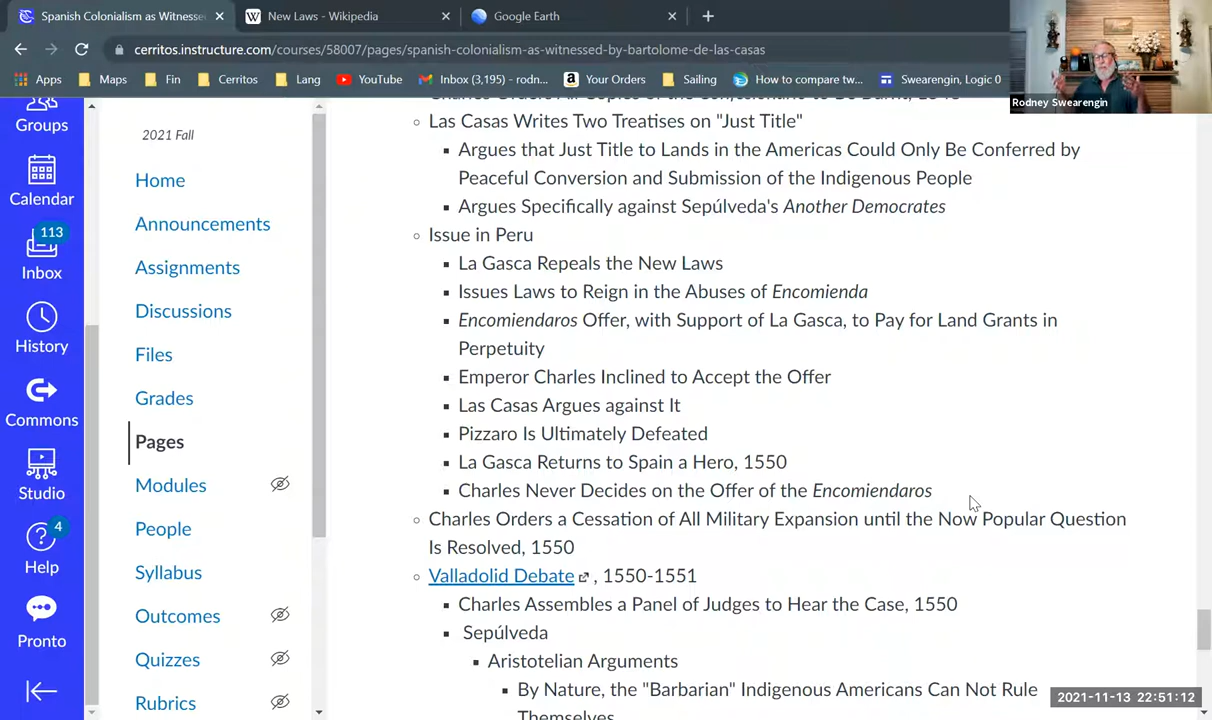 Spanish Colonialism as Witnesse
New Laws - Wikipedia
Google Earth
cerritos.instructure.com/courses/58007/pages/spanish-colonialism-as-witnessed-by-bartolome-de-las-casas
Apps
Maps
Fin
Cerritos
Lang
YouTube
Inbox (3,195) - rodn...
Your Orders
Sailing
How to compare tw...
Swearengin, Logic 0
Rodney Swearengin
Groups
Calendar
113
Inbox
History
Commons
Studio
4
Help
Pronto
2021 Fall
Home
Announcements
Assignments
Discussions
Files
Grades
Pages
Modules
People
Syllabus
Outcomes
Quizzes
Rubrics
Las Casas Writes Two Treatises on "Just Title"
Argues that Just Title to Lands in the Americas Could Only Be Conferred by
Peaceful Conversion and Submission of the Indigenous People
Argues Specifically against Sepúlveda's Another Democrates
Issue in Peru
La Gasca Repeals the New Laws
Issues Laws to Reign in the Abuses of Encomienda
Encomiendaros Offer, with Support of La Gasca, to Pay for Land Grants in
Perpetuity
Emperor Charles Inclined to Accept the Offer
Las Casas Argues against It
Pizzaro Is Ultimately Defeated
La Gasca Returns to Spain a Hero, 1550
Charles Never Decides on the Offer of the Encomiendaros
Charles Orders a Cessation of All Military Expansion until the Now Popular Question
Is Resolved, 1550
Valladolid Debate , 1550-1551
Charles Assembles a Panel of Judges to Hear the Case, 1550
Sepúlveda
Aristotelian Arguments
By Nature, the "Barbarian" Indigenous Americans Can Not Rule
Themselves
2021-11-13 22:51:12